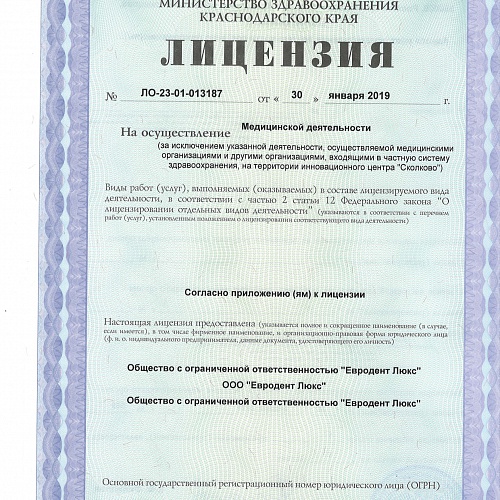 МИНИСТЕРСТВО ЗДРАВООХРАНЕНИЯ
КРАСНОДАРСКОГО КРАЯ
ЛИЦЕНЗИЯ
№ ЛО-23-01-013187 от « 30 » января 2019 г.
На осуществление Медицинской деятельности
(за исключением указанной деятельности, осуществляемой медицинскими
организациями и другими организациями, входящими в частную систему
здравоохранения, на территории инновационного центра "Сколково")
Виды работ (услуг), выполняемых (оказываемых) в составе лицензируемого вида
деятельности, в соответствии с частью 2 статьи 12 Федерального закона "О
лицензировании отдельных видов деятельности" (указываются в соответствии с перечнем
работ (услуг), установленным положением о лицензировании соответствующего вида деятельности)
Согласно приложению (ям) к лицензии
Настоящая лицензия предоставлена (указывается полное и сокращенное наименование (в случае,
если имеется), в том числе фирменное наименование, и организационно-правовая форма юридического лица
(ф. и. о. индивидуального предпринимателя, данные документа, удостоверяющего его личность)
Общество с ограниченной ответственностью "Евродент Люкс"
ООО "Евродент Люкс"
Общество с ограниченной ответственностью "Евродент Люкс"
Основной государственный регистрационный номер юридического лица (ОГРН)